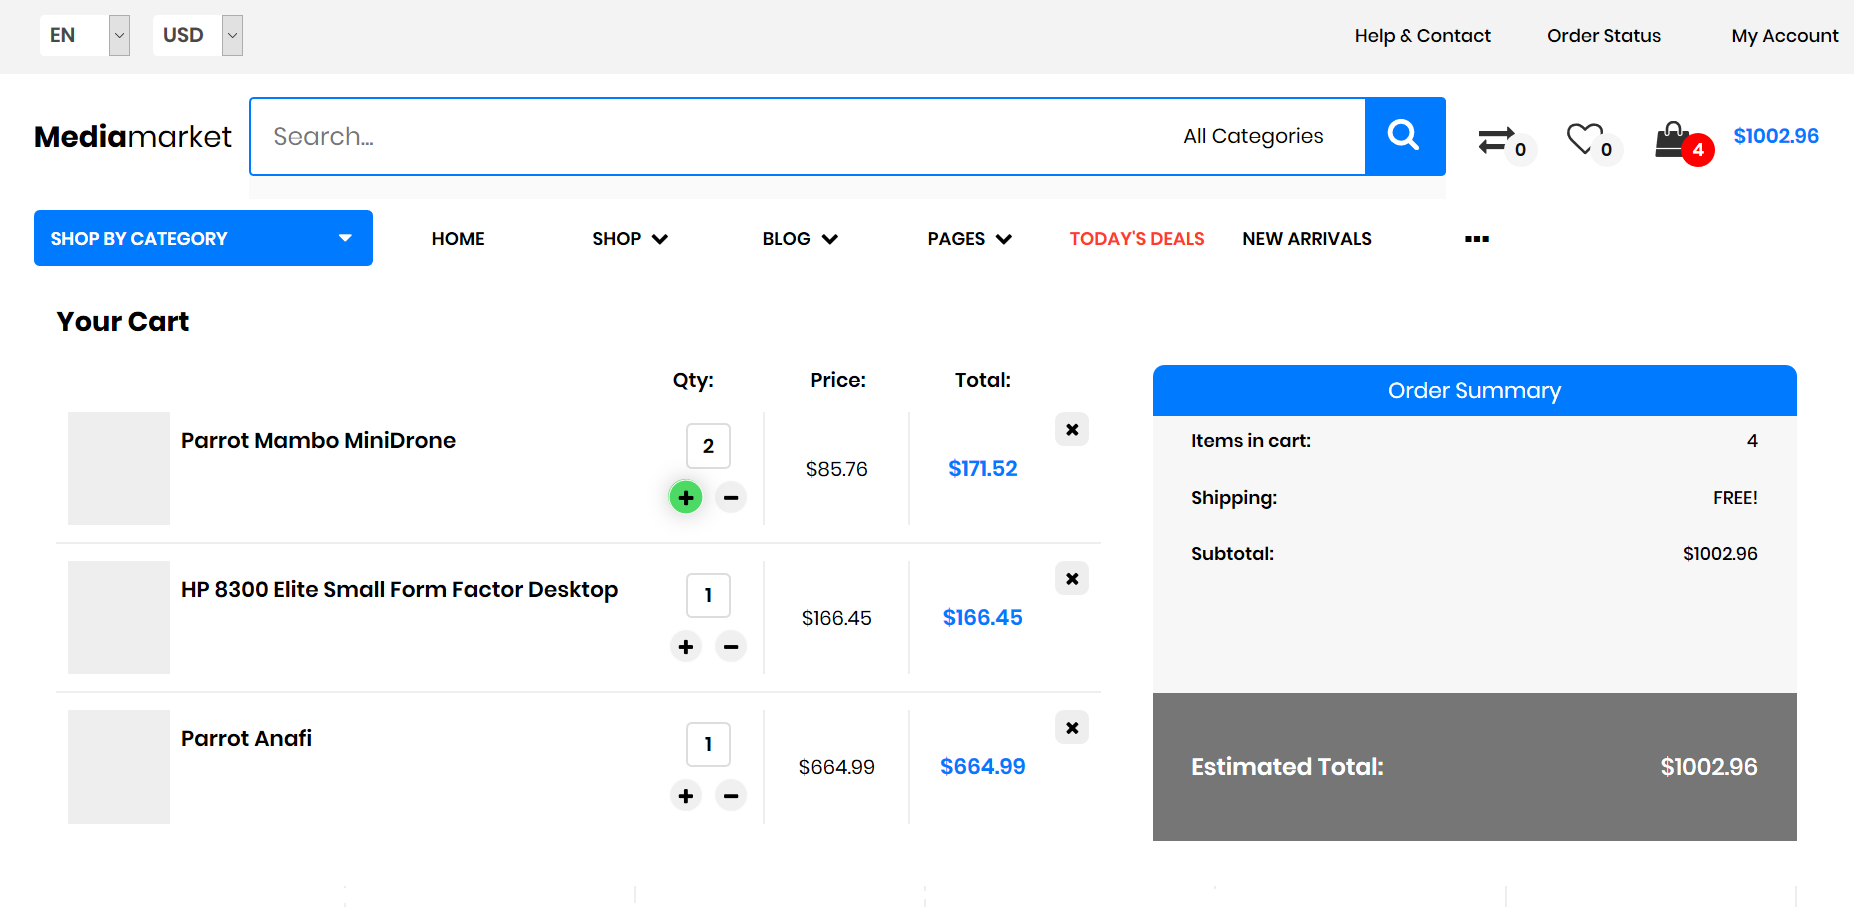 EN USD Help & Contact Order Status My Account
Mediamarket Search... All Categories 0 0 4 $1002.96
SHOP BY CATEGORY HOME SHOP BLOG PAGES TODAY'S DEALS NEW ARRIVALS
Your Cart
Qty: Price: Total:
Parrot Mambo MiniDrone 2 $85.76 $171.52
HP 8300 Elite Small Form Factor Desktop 1 $166.45 $166.45
Parrot Anafi 1 $664.99 $664.99
Order Summary
Items in cart: 4
Shipping: FREE!
Subtotal: $1002.96
Estimated Total: $1002.96